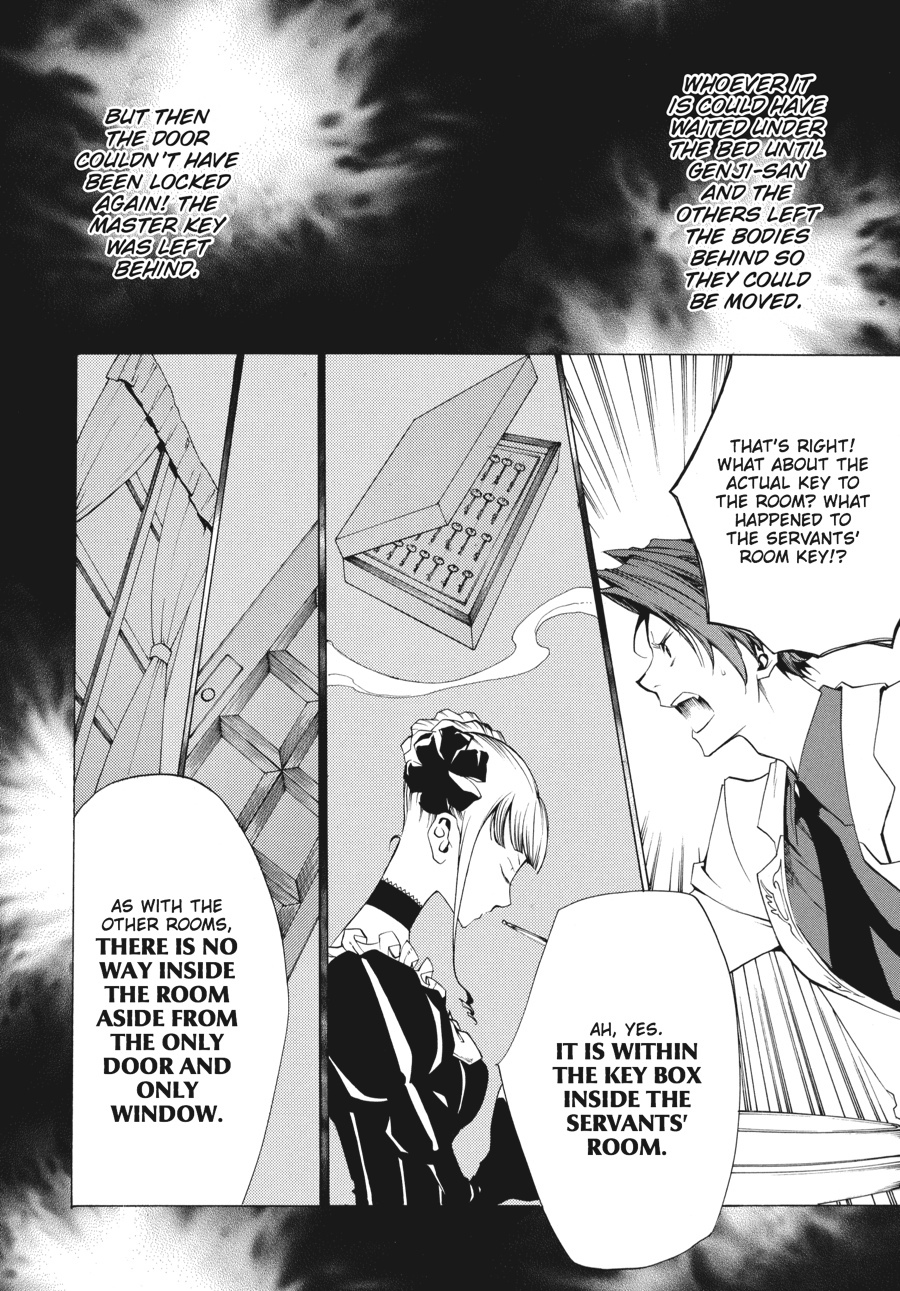 WHOEVER IT
IS COULD HAVE
WAITED UNDER
THE BED UNTIL
GENJI-SAN
AND THE
OTHERS LEFT
THE BODIES
BEHIND SO
THEY COULD
BE MOVED.
BUT THEN
THE DOOR
COULDN'T HAVE
BEEN LOCKED
AGAIN! THE
MASTER KEY
WAS LEFT
BEHIND.
THAT'S RIGHT!
WHAT ABOUT THE
ACTUAL KEY TO
THE ROOM? WHAT
HAPPENED TO
THE SERVANTS'
ROOM KEY!?
AH, YES.
IT IS WITHIN
THE KEY BOX
INSIDE THE
SERVANTS'
ROOM.
AS WITH THE
OTHER ROOMS,
THERE IS NO
WAY INSIDE
THE ROOM
ASIDE FROM
THE ONLY
DOOR AND
ONLY
WINDOW.